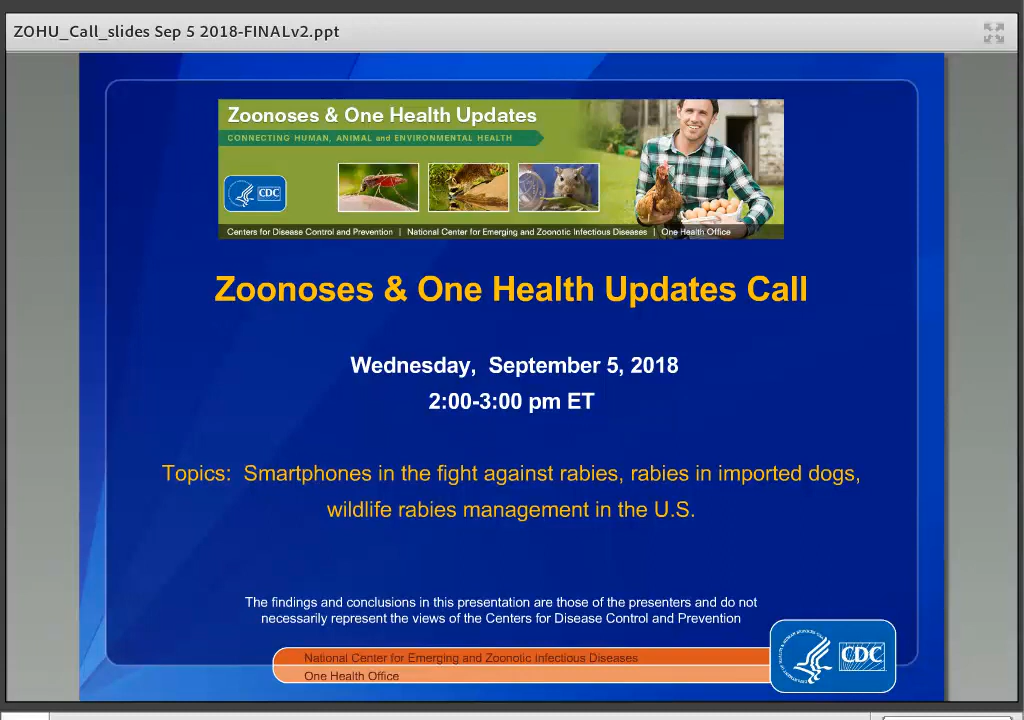 ZOHU_Call_slides Sep 5 2018-FINALv2.ppt
Zoonoses & One Health Updates
CONNECTING HUMAN, ANIMAL and ENVIRONMENTAL HEALTH
CDC
Centers for Disease Control and Prevention | National Center for Emerging and Zoonotic Infectious Diseases | One Health Office
Zoonoses & One Health Updates Call
Wednesday,  September 5, 2018
2:00-3:00 pm ET
Topics:  Smartphones in the fight against rabies, rabies in imported dogs,
wildlife rabies management in the U.S.
The findings and conclusions in this presentation are those of the presenters and do not
necessarily represent the views of the Centers for Disease Control and Prevention
National Center for Emerging and Zoonotic Infectious Diseases
One Health Office
CDC